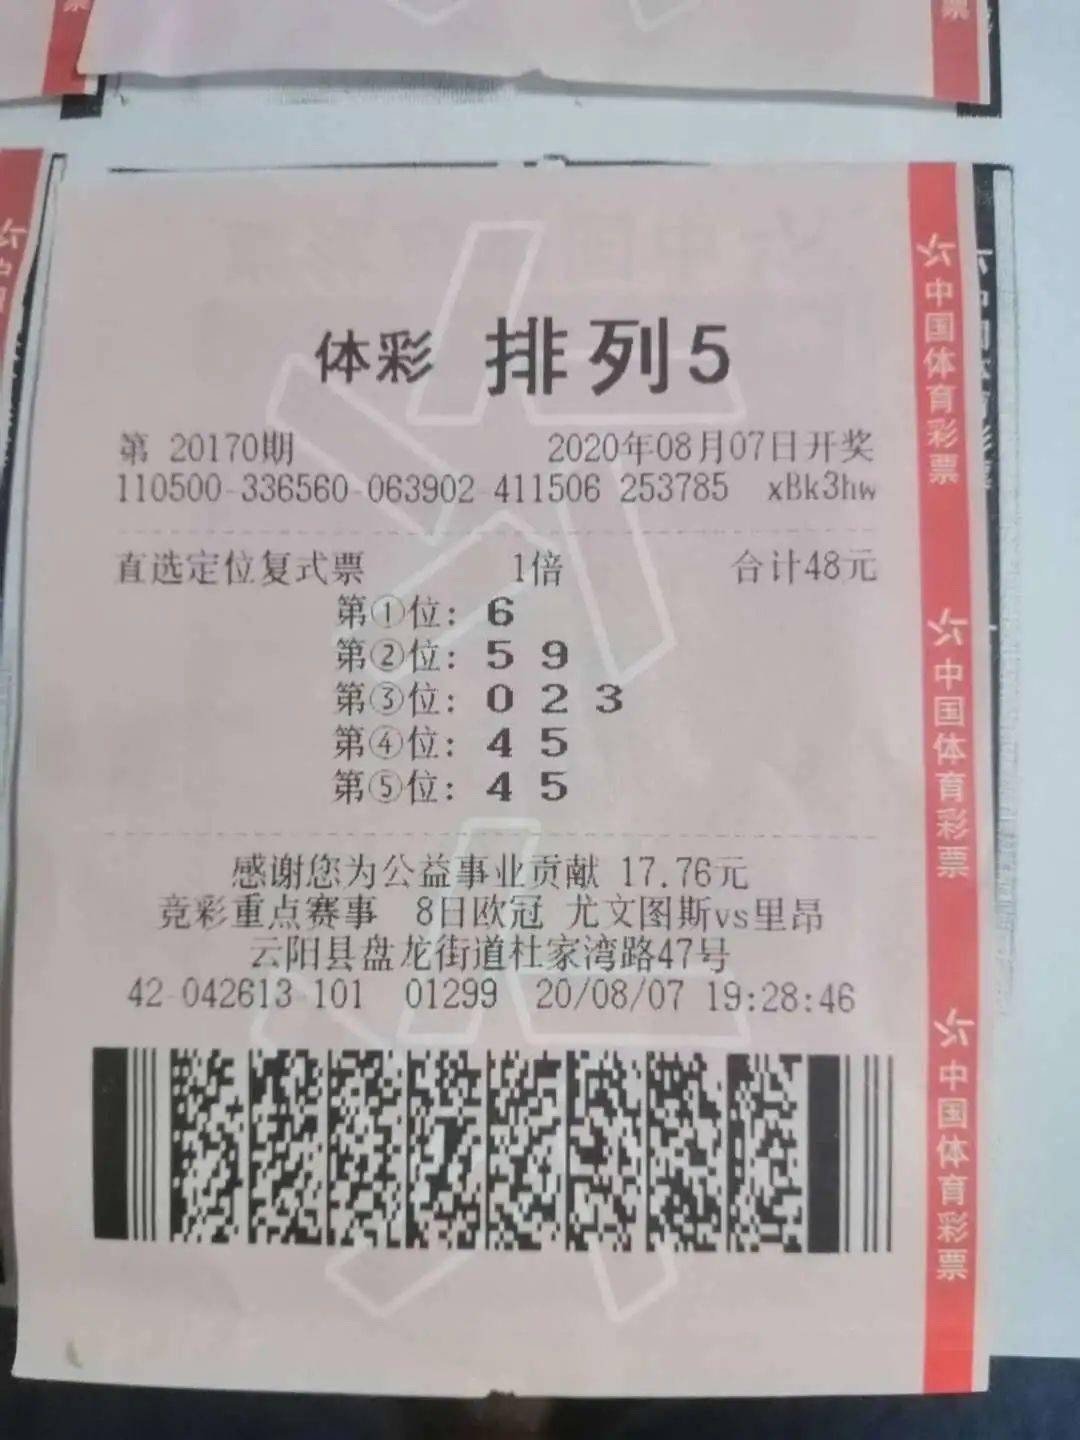 体彩 排列5
第 20170期 2020年08月07日开奖
110500-336560-063902-411506 253785 xBk3hw
直选定位复式票 1倍 合计48元
第①位: 6
第②位: 5 9
第③位: 0 2 3
第④位: 4 5
第⑤位: 4 5
感谢您为公益事业贡献 17.76元
竞彩重点赛事 8日欧冠 尤文图斯vs里昂
云阳县盘龙街道杜家湾路47号
42-042613-101 01299 20/08/07 19:28:46
中国体育彩票
中国体育彩票
中国体育彩票